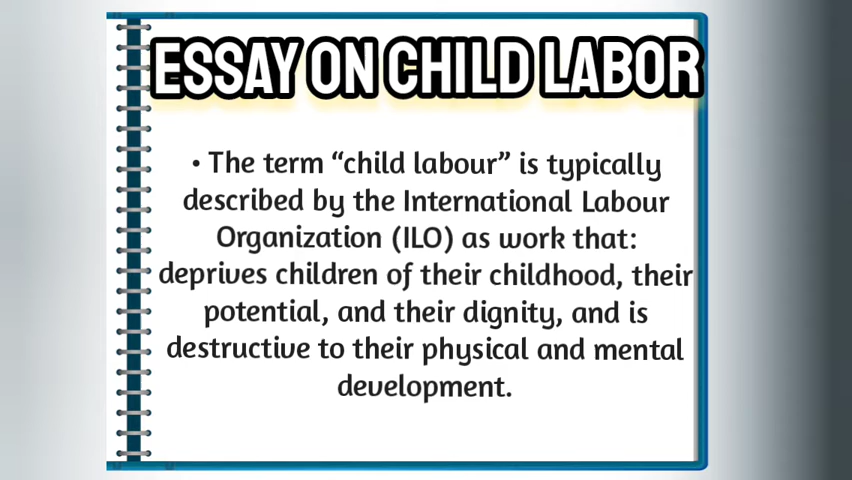 ESSAY ON CHILD LABOR
• The term “child labour” is typically
described by the International Labour
Organization (ILO) as work that:
deprives children of their childhood, their
potential, and their dignity, and is
destructive to their physical and mental
development.